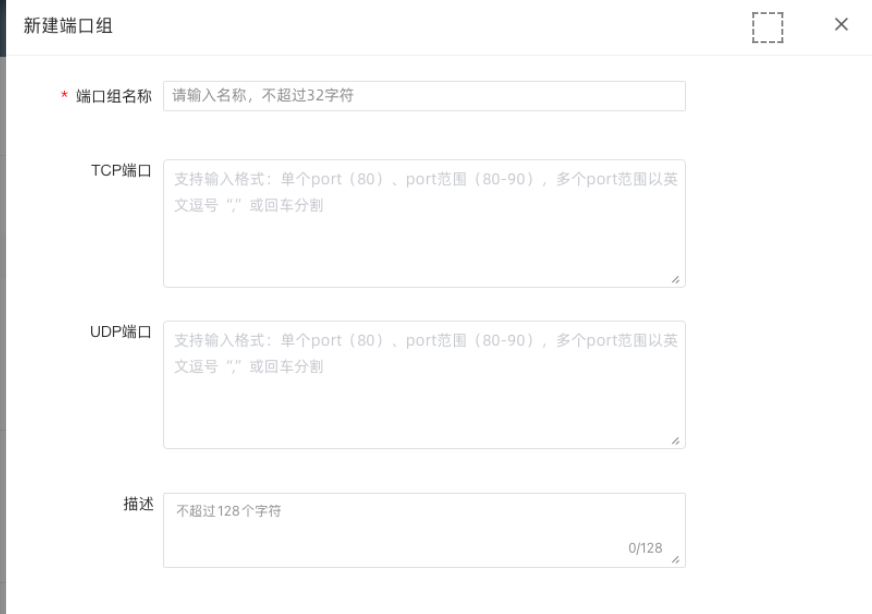 新建端口组
* 端口组名称
请输入名称，不超过32字符
TCP端口
支持输入格式：单个port（80）、port范围（80-90），多个port范围以英
文逗号“,”或回车分割
UDP端口
支持输入格式：单个port（80）、port范围（80-90），多个port范围以英
文逗号“,”或回车分割
描述
不超过128个字符
0/128